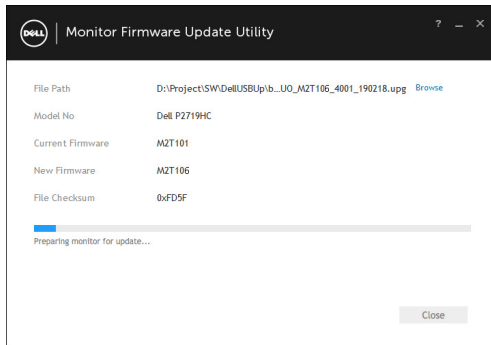 DELL Monitor Firmware Update Utility ? _ ×
File Path D:\Project\SW\DellUSBUp\b...UO_M2T106_4001_190218.upg Browse
Model No Dell P2719HC
Current Firmware M2T101
New Firmware M2T106
File Checksum 0xFD5F
Preparing monitor for update...
Close